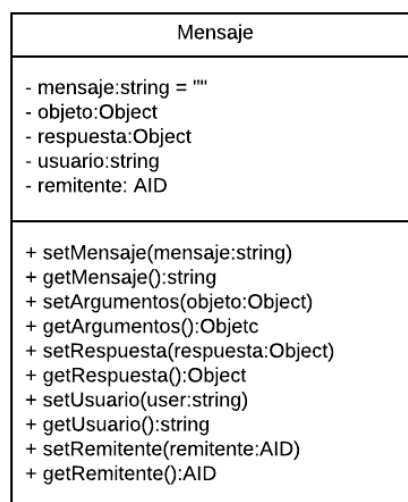 Mensaje
- mensaje:string = ""
- objeto:Object
- respuesta:Object
- usuario:string
- remitente: AID
+ setMensaje(mensaje:string)
+ getMensaje():string
+ setArgumentos(objeto:Object)
+ getArgumentos():Objetc
+ setRespuesta(respuesta:Object)
+ getRespuesta():Object
+ setUsuario(user:string)
+ getUsuario():string
+ setRemitente(remitente:AID)
+ getRemitente():AID